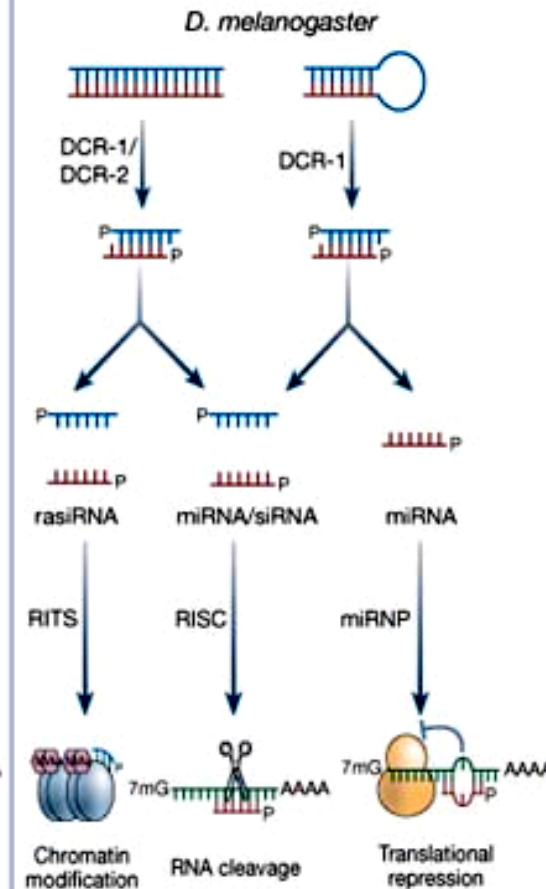 D. melanogaster
DCR-1/
DCR-2
DCR-1
P
P
P
P
P
P
P
P
P
rasiRNA
miRNA/siRNA
miRNA
RITS
RISC
miRNP
P
7mG
AAAA
P
7mG
AAAA
P
Chromatin
modification
RNA cleavage
Translational
repression